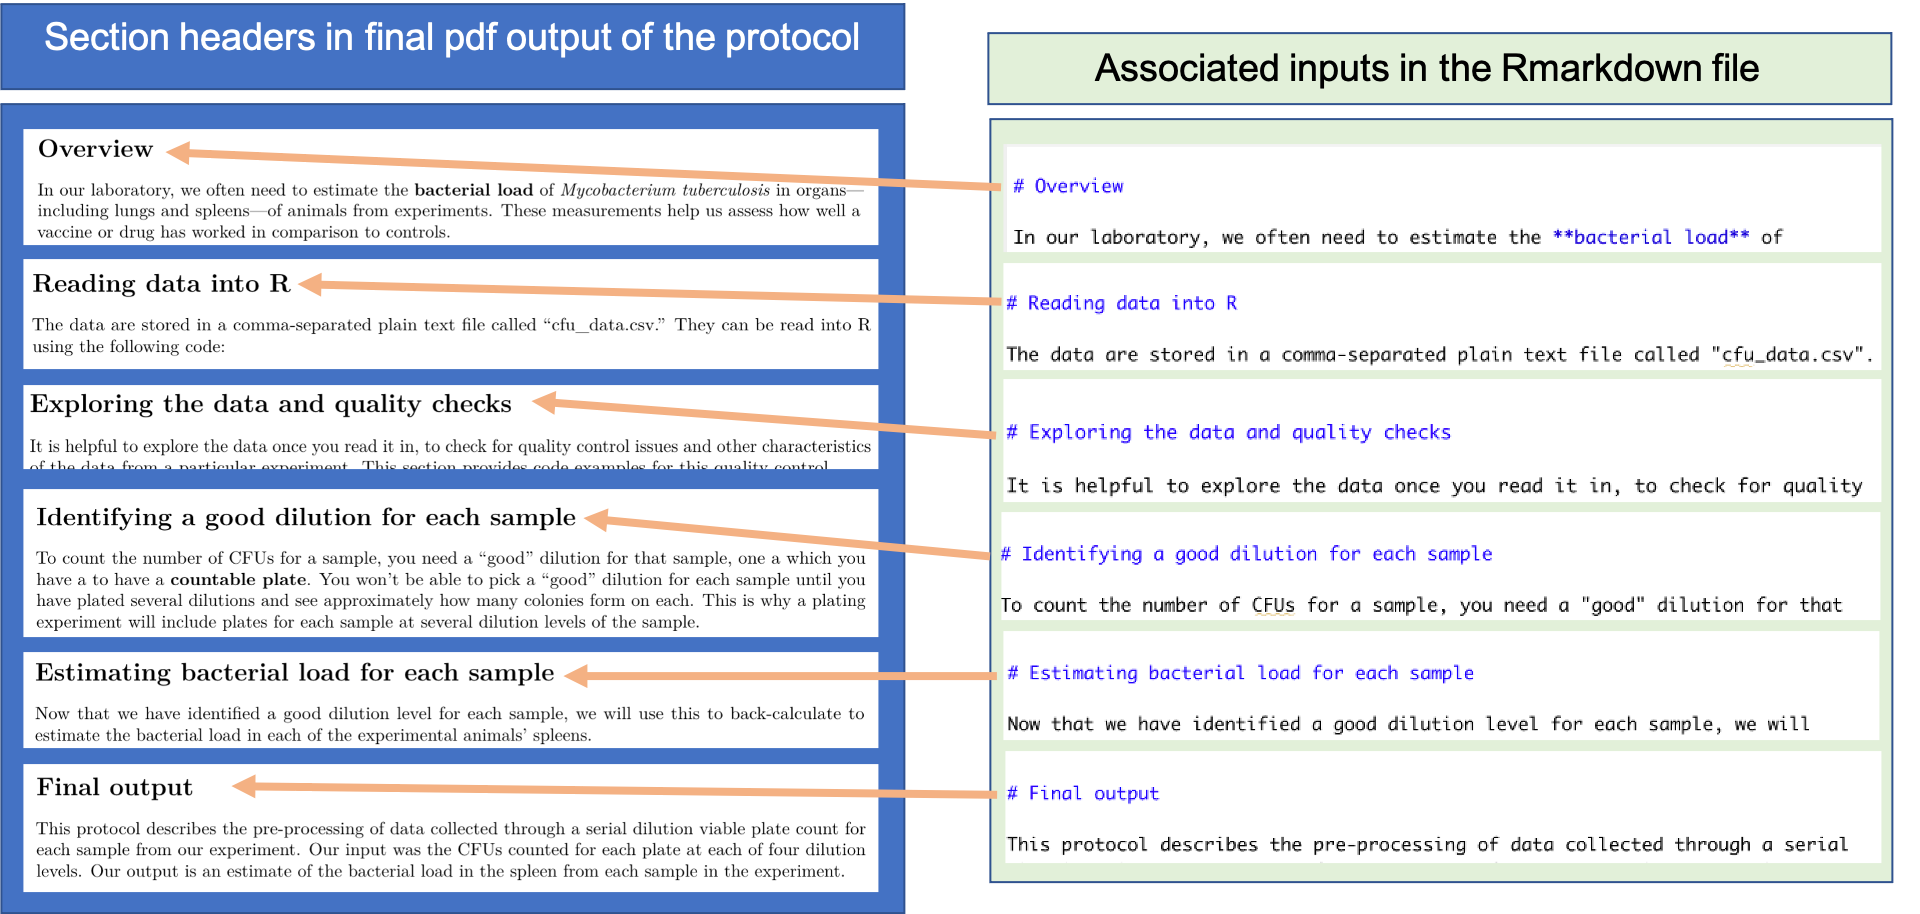 Section headers in final pdf output of the protocol
Overview
In our laboratory, we often need to estimate the bacterial load of Mycobacterium tuberculosis in organs—
including lungs and spleens—of animals from experiments. These measurements help us assess how well a
vaccine or drug has worked in comparison to controls.
Reading data into R
The data are stored in a comma-separated plain text file called “cfu_data.csv.” They can be read into R
using the following code:
Exploring the data and quality checks
It is helpful to explore the data once you read it in, to check for quality control issues and other characteristics
of the data from a particular experiment. This section provides code examples for this quality control
Identifying a good dilution for each sample
To count the number of CFUs for a sample, you need a “good” dilution for that sample, one a which you
have a to have a countable plate. You won’t be able to pick a “good” dilution for each sample until you
have plated several dilutions and see approximately how many colonies form on each. This is why a plating
experiment will include plates for each sample at several dilution levels of the sample.
Estimating bacterial load for each sample
Now that we have identified a good dilution level for each sample, we will use this to back-calculate to
estimate the bacterial load in each of the experimental animals’ spleens.
Final output
This protocol describes the pre-processing of data collected through a serial dilution viable plate count for
each sample from our experiment. Our input was the CFUs counted for each plate at each of four dilution
levels. Our output is an estimate of the bacterial load in the spleen from each sample in the experiment.
Associated inputs in the Rmarkdown file
# Overview
In our laboratory, we often need to estimate the **bacterial load** of
# Reading data into R
The data are stored in a comma-separated plain text file called "cfu_data.csv".
# Exploring the data and quality checks
It is helpful to explore the data once you read it in, to check for quality
# Identifying a good dilution for each sample
To count the number of CFUs for a sample, you need a "good" dilution for that
# Estimating bacterial load for each sample
Now that we have identified a good dilution level for each sample, we will
# Final output
This protocol describes the pre-processing of data collected through a serial